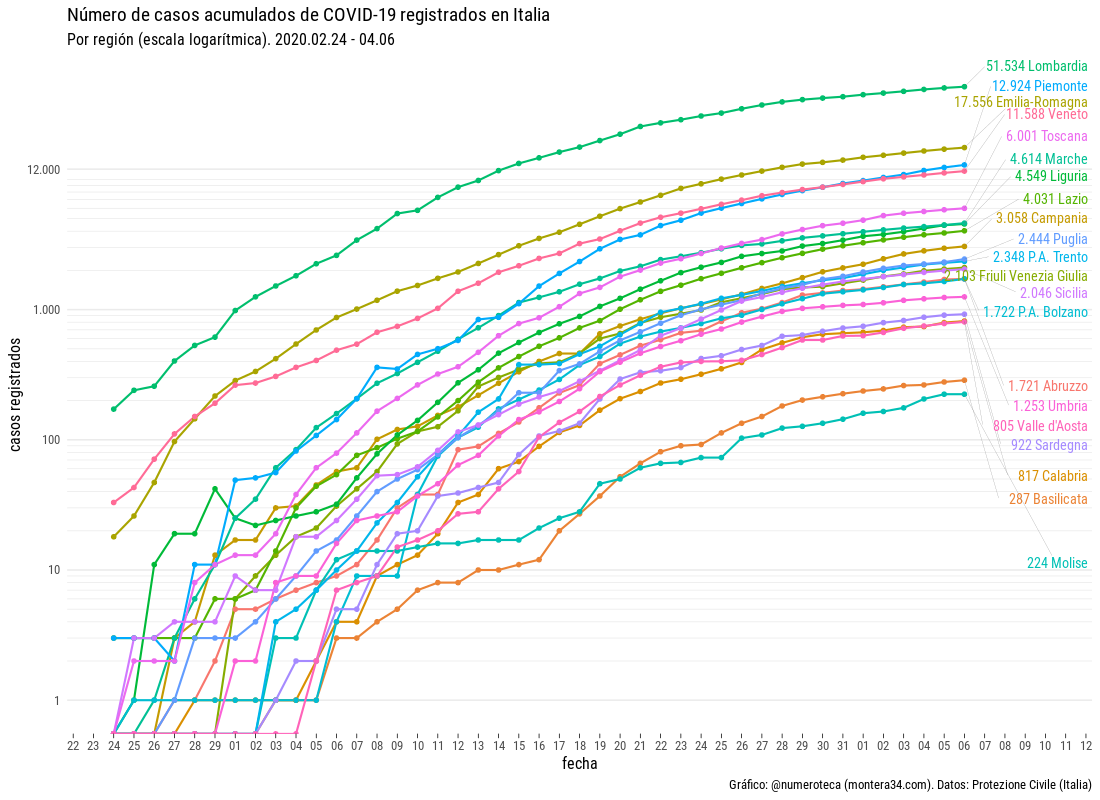 Número de casos acumulados de COVID-19 registrados en Italia
Por región (escala logarítmica). 2020.02.24 - 04.06
51.534 Lombardia
12.924 Piemonte
17.556 Emilia-Romagna
11.588 Veneto
6.001 Toscana
4.614 Marche
4.549 Liguria
4.031 Lazio
3.058 Campania
2.444 Puglia
2.348 P.A. Trento
2.103 Friuli Venezia Giulia
2.046 Sicilia
1.722 P.A. Bolzano
1.721 Abruzzo
1.253 Umbria
805 Valle d'Aosta
922 Sardegna
817 Calabria
287 Basilicata
224 Molise
casos registrados
12.000
1.000
100
10
1
22 23 24 25 26 27 28 29 01 02 03 04 05 06 07 08 09 10 11 12 13 14 15 16 17 18 19 20 21 22 23 24 25 26 27 28 29 30 31 01 02 03 04 05 06 07 08 09 10 11 12
fecha
Gráfico: @numeroteca (montera34.com). Datos: Protezione Civile (Italia)